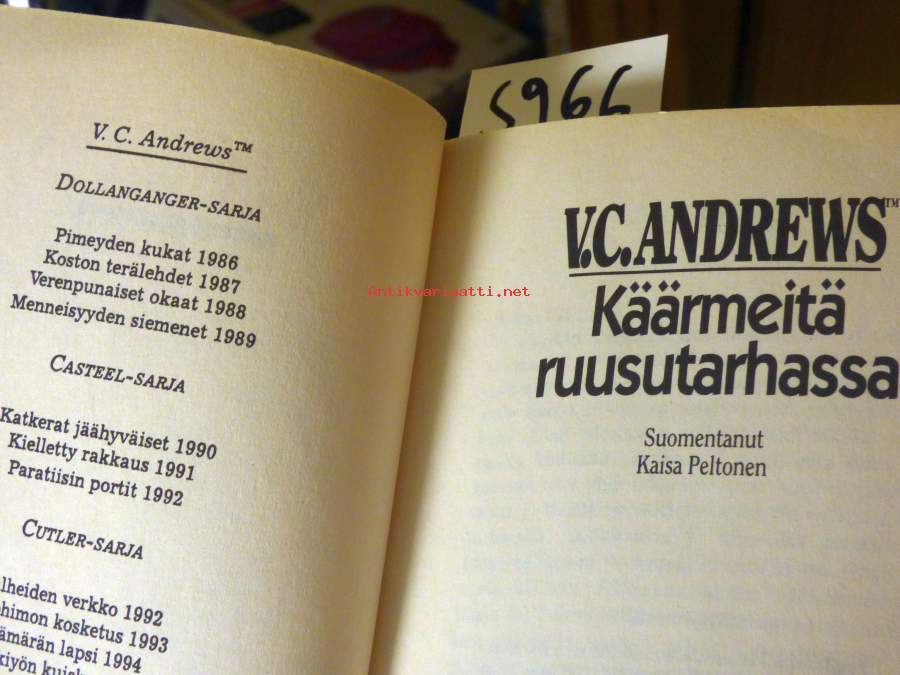 V. C. Andrews™
DOLLANGANGER-SARJA
Pimeyden kukat 1986
Koston terälehdet 1987
Verenpunaiset okaat 1988
Menneisyyden siemenet 1989
CASTEEL-SARJA
Katkerat jäähyväiset 1990
Kielletty rakkaus 1991
Paratiisin portit 1992
CUTLER-SARJA
verkko 1992
kosketus 1993
lapsi 1994
5966
V.C. ANDREWS™
Käärmeitä
ruusutarhassa
Suomentanut
Kaisa Peltonen
antikvariaatti.net